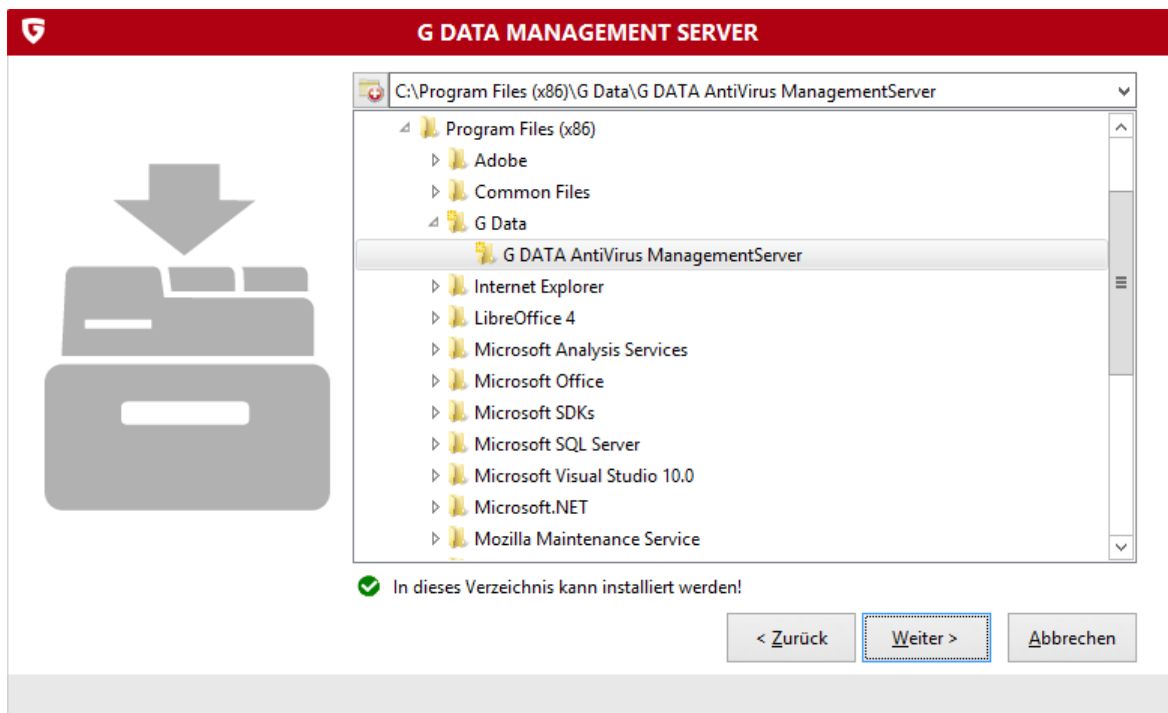 G DATA MANAGEMENT SERVER
C:\Program Files (x86)\G Data\G DATA AntiVirus ManagementServer
Program Files (x86)
Adobe
Common Files
G Data
G DATA AntiVirus ManagementServer
Internet Explorer
LibreOffice 4
Microsoft Analysis Services
Microsoft Office
Microsoft SDKs
Microsoft SQL Server
Microsoft Visual Studio 10.0
Microsoft.NET
Mozilla Maintenance Service
In dieses Verzeichnis kann installiert werden!
< Zurück Weiter > Abbrechen